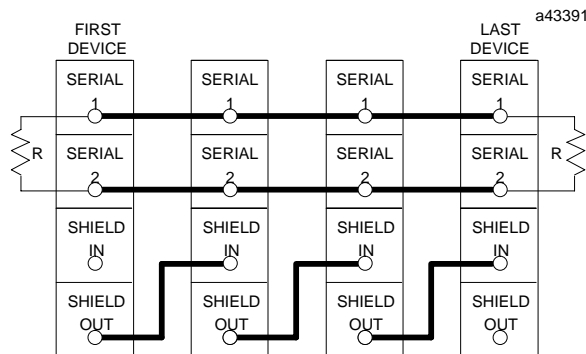 a43391
FIRST
DEVICE
LAST
DEVICE
SERIAL
1
SERIAL
1
SERIAL
1
SERIAL
1
R
R
SERIAL
2
SERIAL
2
SERIAL
2
SERIAL
2
SHIELD
IN
SHIELD
IN
SHIELD
IN
SHIELD
IN
SHIELD
OUT
SHIELD
OUT
SHIELD
OUT
SHIELD
OUT